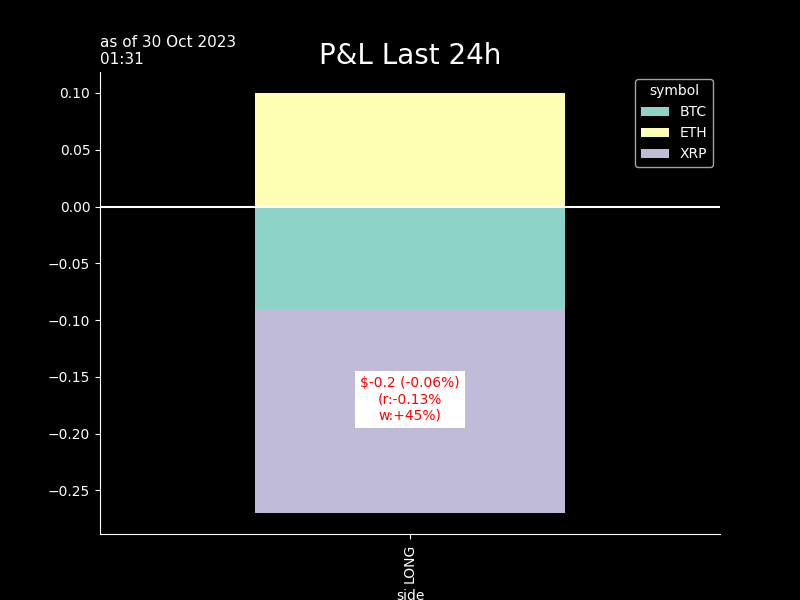 as of 30 Oct 2023
01:31
P&L Last 24h
symbol
BTC
ETH
XRP
0.10
0.05
0.00
−0.05
−0.10
−0.15
−0.20
−0.25
$-0.2 (-0.06%)
(r:-0.13%
w:+45%)
LONG
side